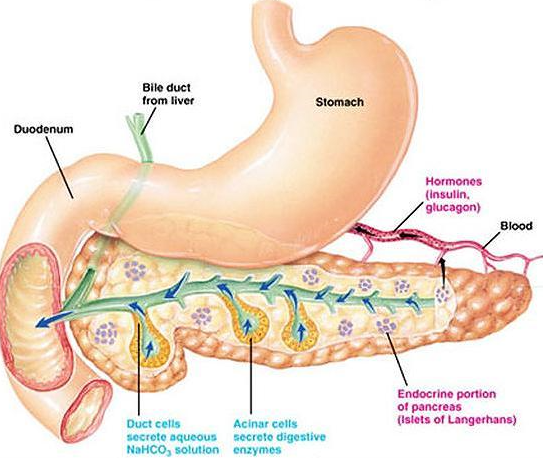 Bile duct
from liver
Stomach
Duodenum
Hormones
(insulin,
glucagon)
Blood
Endocrine portion
of pancreas
(Islets of Langerhans)
Duct cells
secrete aqueous
NaHCO₃ solution
Acinar cells
secrete digestive
enzymes